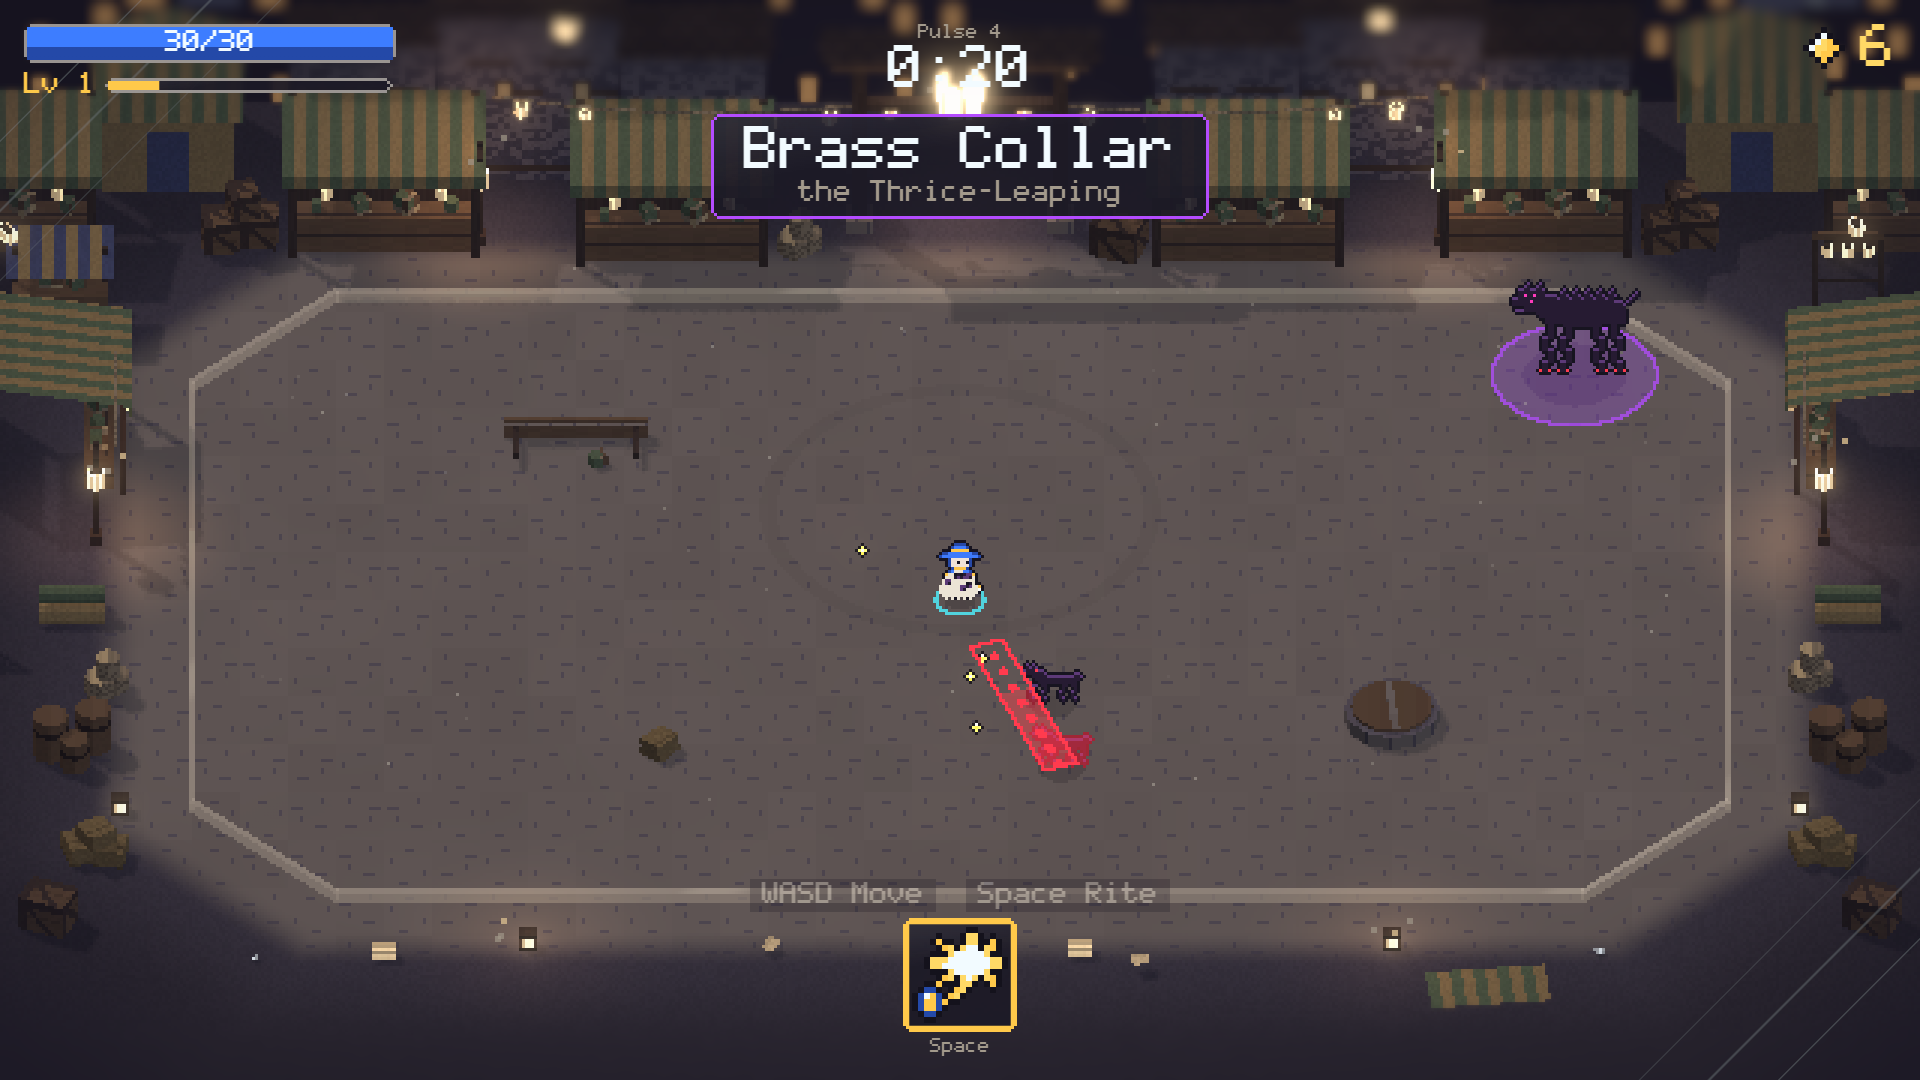 30/30
Lv 1
Pulse 4
0:20
6
Brass Collar
the Thrice-Leaping
WASD Move
Space Rite
Space